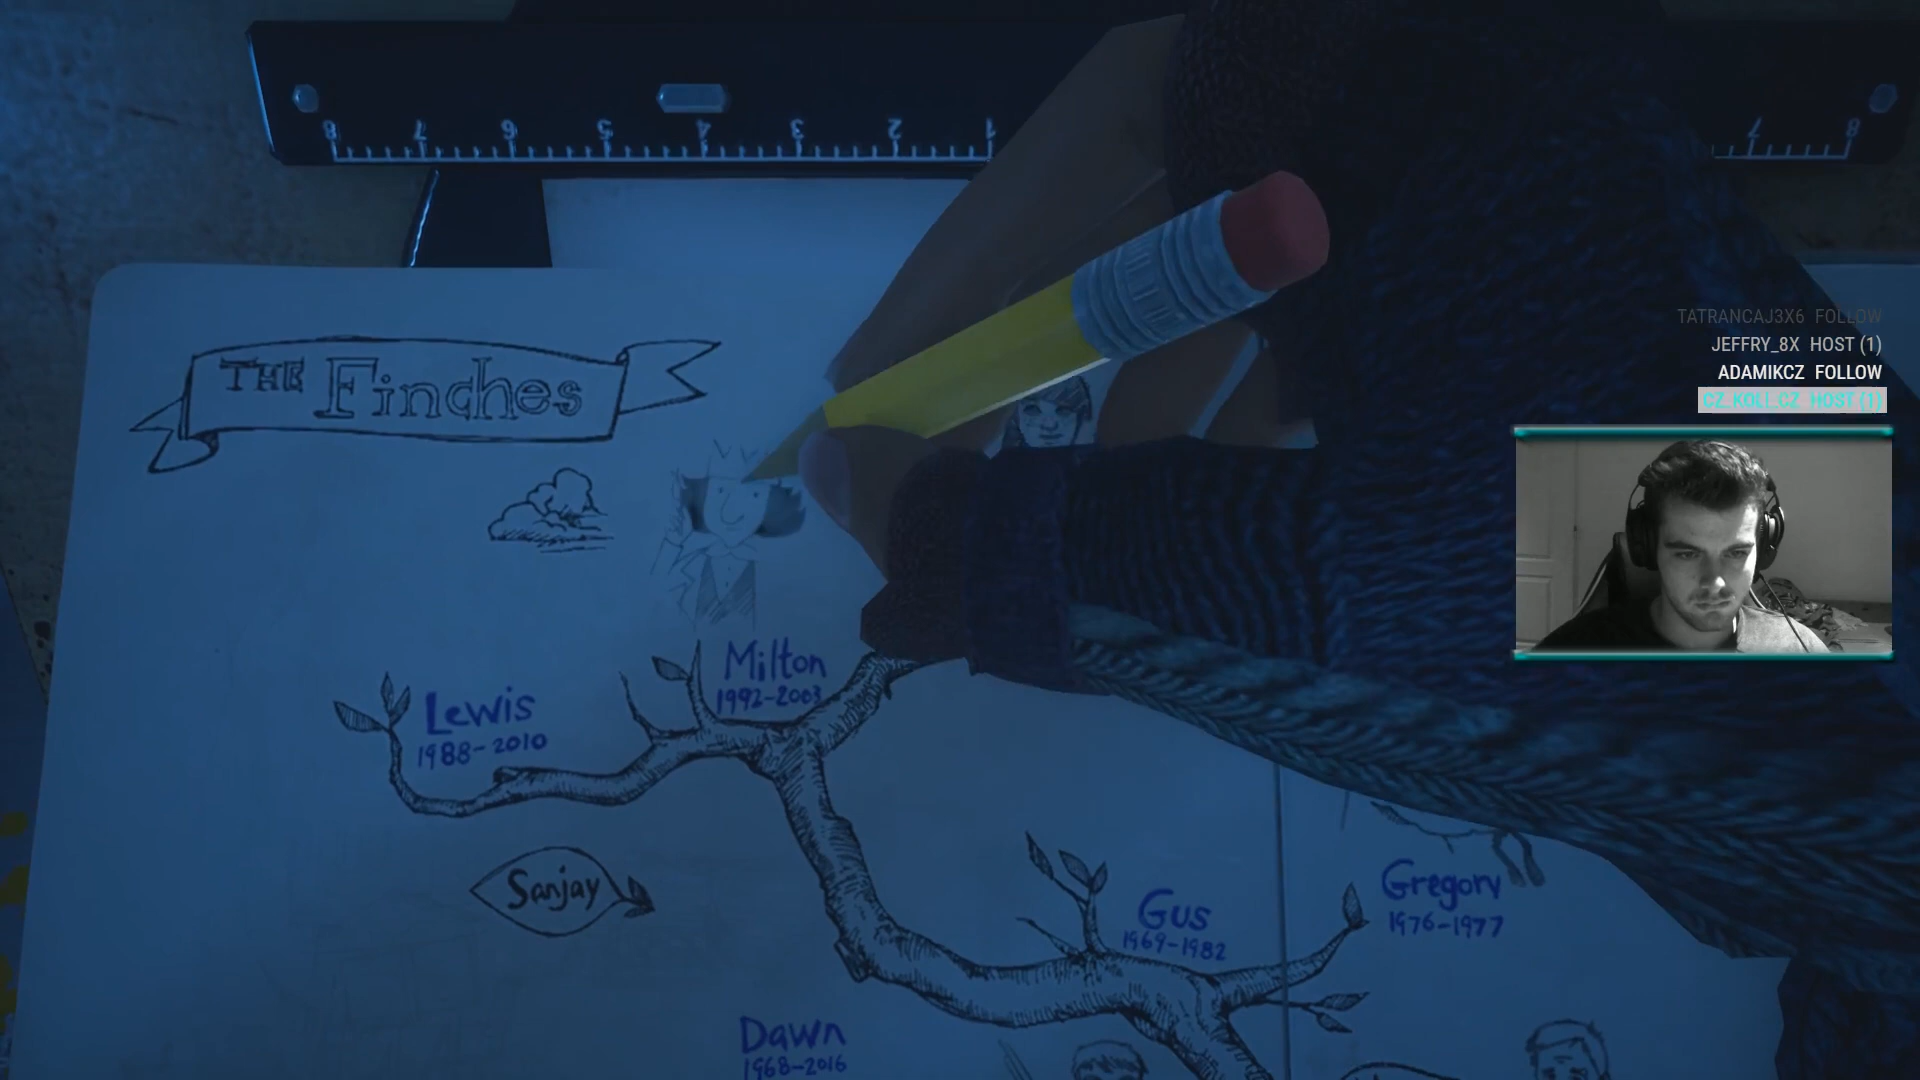 8 7 6 5 4 3 2 1
7 8
THE Finches
TATRANCAJ3X6 FOLLOW
JEFFRY_8X HOST (1)
ADAMIKCZ FOLLOW
CZ_KOLI_CZ HOST (1)
Milton
1992-2003
Lewis
1988-2010
Sanjay
Gregory
1976-1977
Gus
1969-1982
Dawn
1968-2016